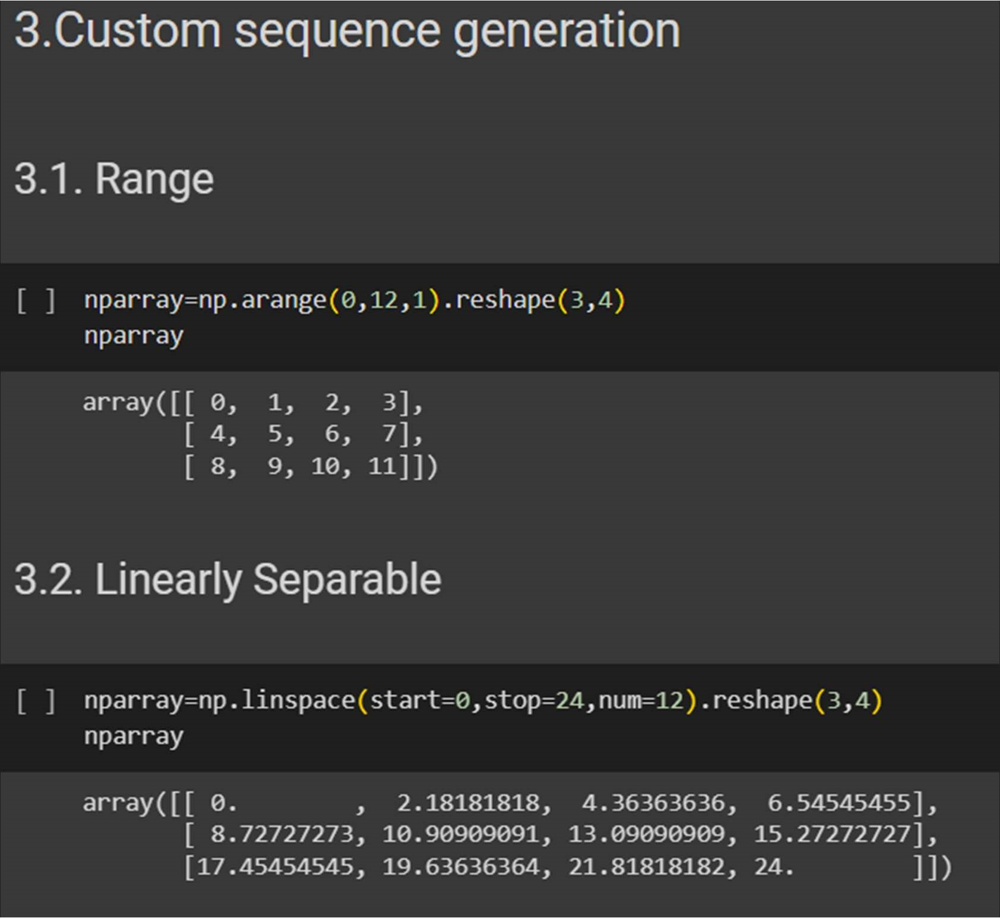 3.Custom sequence generation
3.1. Range
[ ] nparray=np.arange(0,12,1).reshape(3,4)
nparray
array([[ 0,  1,  2,  3],
       [ 4,  5,  6,  7],
       [ 8,  9, 10, 11]])
3.2. Linearly Separable
[ ] nparray=np.linspace(start=0,stop=24,num=12).reshape(3,4)
nparray
array([[ 0.        ,  2.18181818,  4.36363636,  6.54545455],
       [ 8.72727273, 10.90909091, 13.09090909, 15.27272727],
       [17.45454545, 19.63636364, 21.81818182, 24.        ]])